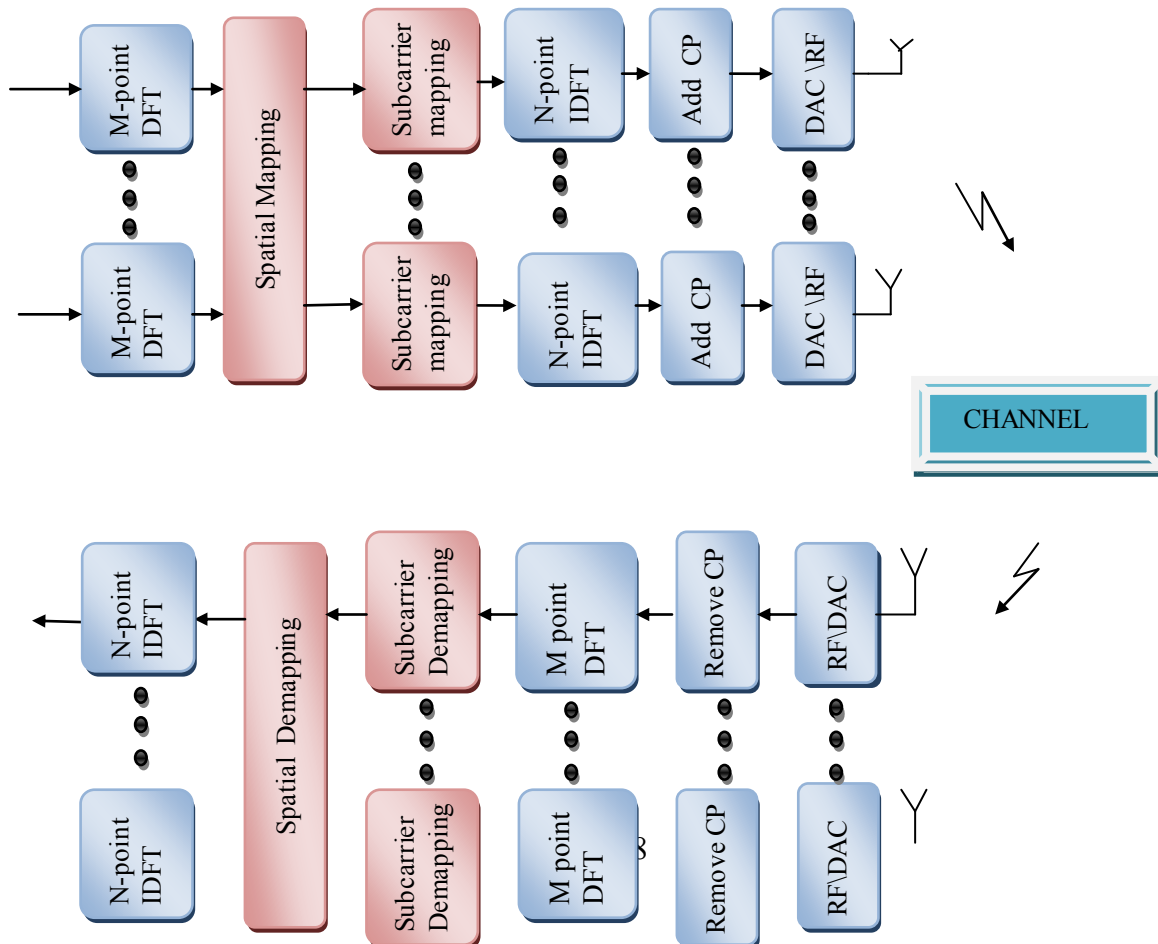 M-point
DFT
Spatial Mapping
Subcarrier
mapping
N-point
IDFT
Add CP
DAC \RF
M-point
DFT
Subcarrier
mapping
N-point
IDFT
Add CP
DAC \RF
CHANNEL
N-point
IDFT
Spatial Demapping
Subcarrier
Demapping
M point
DFT
Remove CP
RF\DAC
N-point
IDFT
Subcarrier
Demapping
M point
DFT
8
Remove CP
RF\DAC